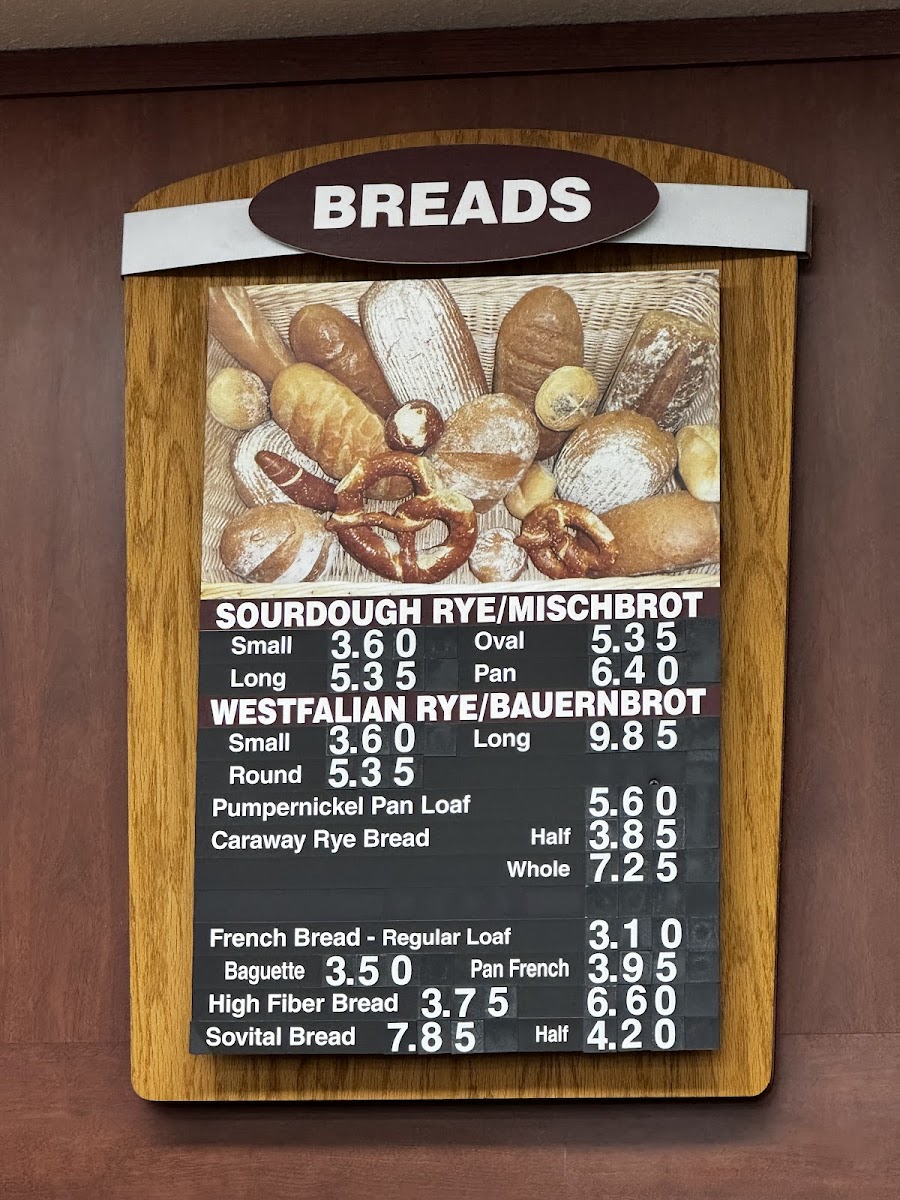 BREADS
SOURDOUGH RYE/MISCHBROT
Small 3.60 Oval 5.35
Long 5.35 Pan 6.40
WESTFALIAN RYE/BAUERNBROT
Small 3.60 Long 9.85
Round 5.35
Pumpernickel Pan Loaf 5.60
Caraway Rye Bread Half 3.85
Whole 7.25
French Bread - Regular Loaf 3.10
Baguette 3.50 Pan French 3.95
High Fiber Bread 3.75 6.60
Sovital Bread 7.85 Half 4.20